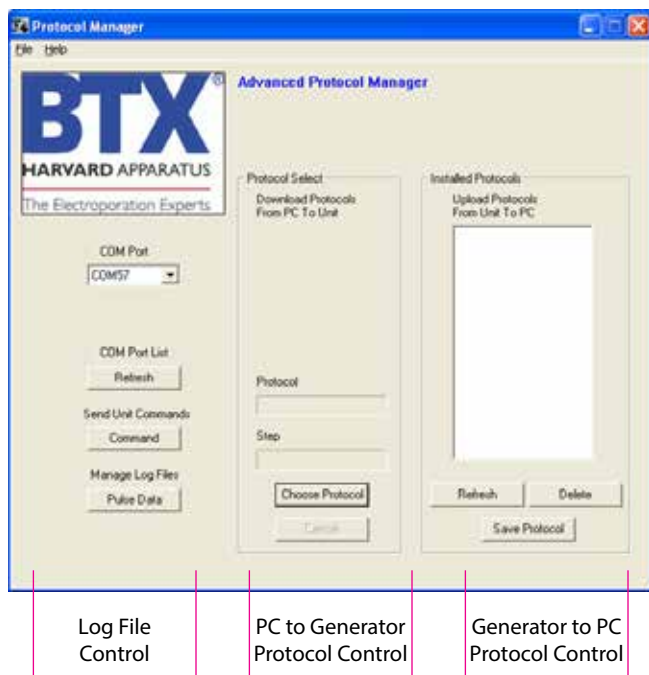 Protocol Manager
File Help
BTX®
HARVARD APPARATUS
The Electroporation Experts
Advanced Protocol Manager
COM Port
COM57
COM Port List
Refresh
Send Unit Commands
Command
Manage Log Files
Pulse Data
Protocol Select
Download Protocols
From PC To Unit
Protocol
Step
Choose Protocol
Cancel
Installed Protocols
Upload Protocols
From Unit To PC
Refresh Delete
Save Protocol
Log File
Control
PC to Generator
Protocol Control
Generator to PC
Protocol Control